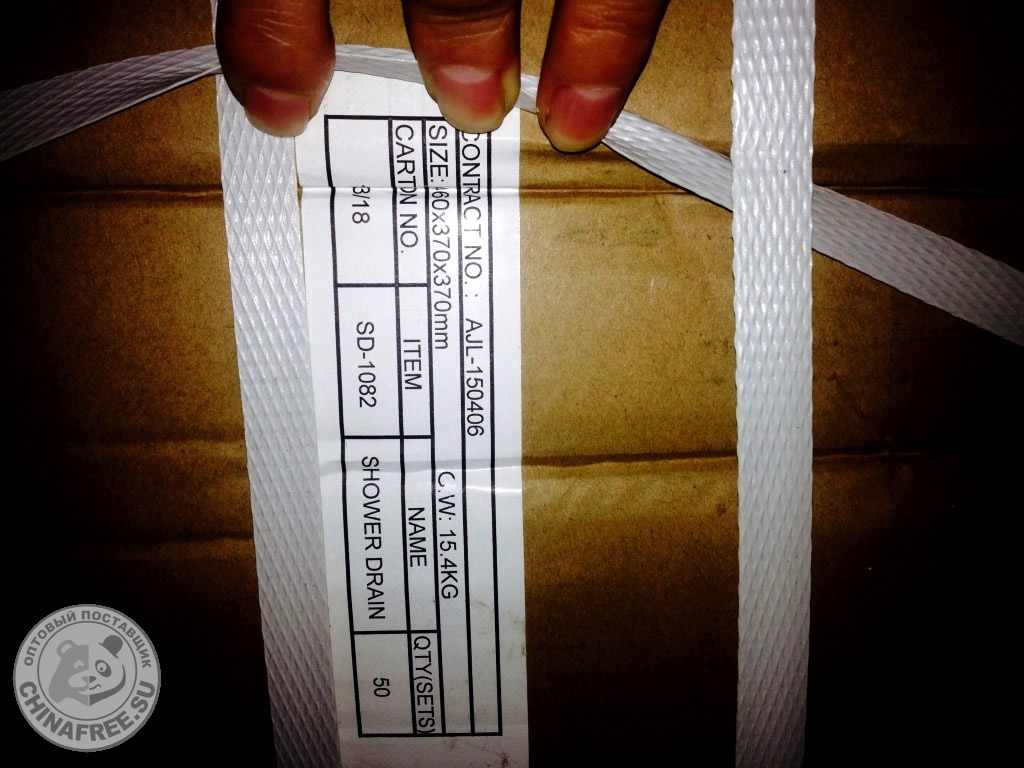 CONTRACT NO. : AJL-150406
SIZE: 60x370x370mm C.W: 15.4KG
CARTON NO. ITEM NAME QTY(SETS)
3/18 SD-1082 SHOWER DRAIN 50
ОПТОВЫЙ ПОСТАВЩИК
CHINAFREE.SU